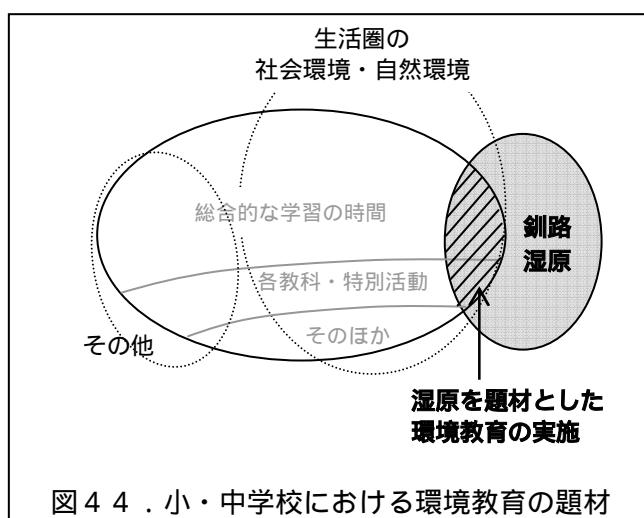 生活圏の
社会環境・自然環境
総合的な学習の時間
釧路
湿原
各教科・特別活動
そのほか
その他
湿原を題材とした
環境教育の実施
図４４．小・中学校における環境教育の題材